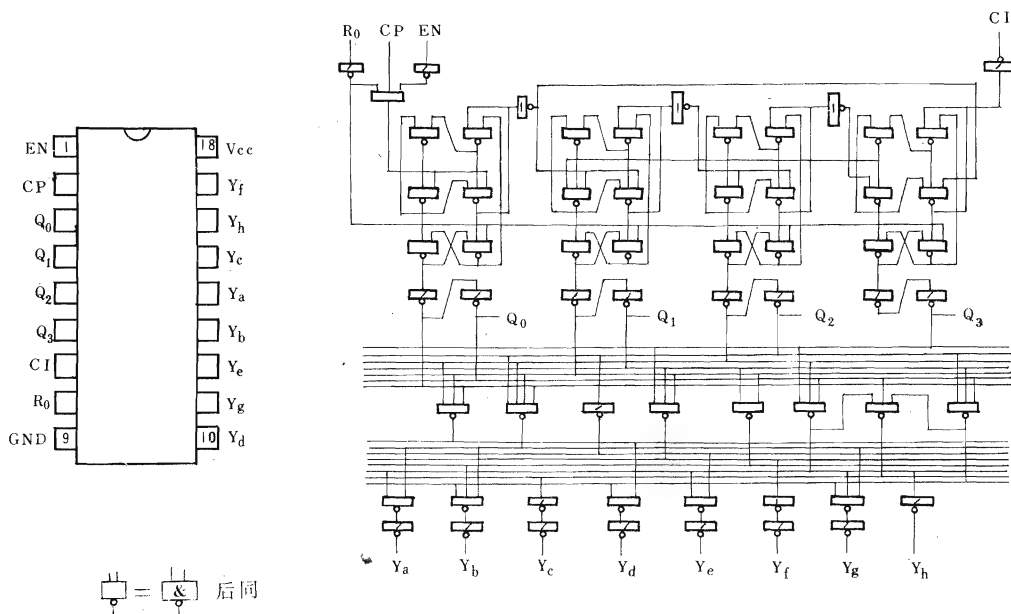 R₀ CP EN
CI
EN 1
18 Vcc
CP
Yf
Q₀
Yh
Q₁
Yc
Q₂
Ya
Q₃
Yb
CI
Ye
R₀
Yg
GND 9
10 Yd
Q₀ Q₁ Q₂ Q₃
Ya Yb Yc Yd Ye Yf Yg Yh
= & 后同